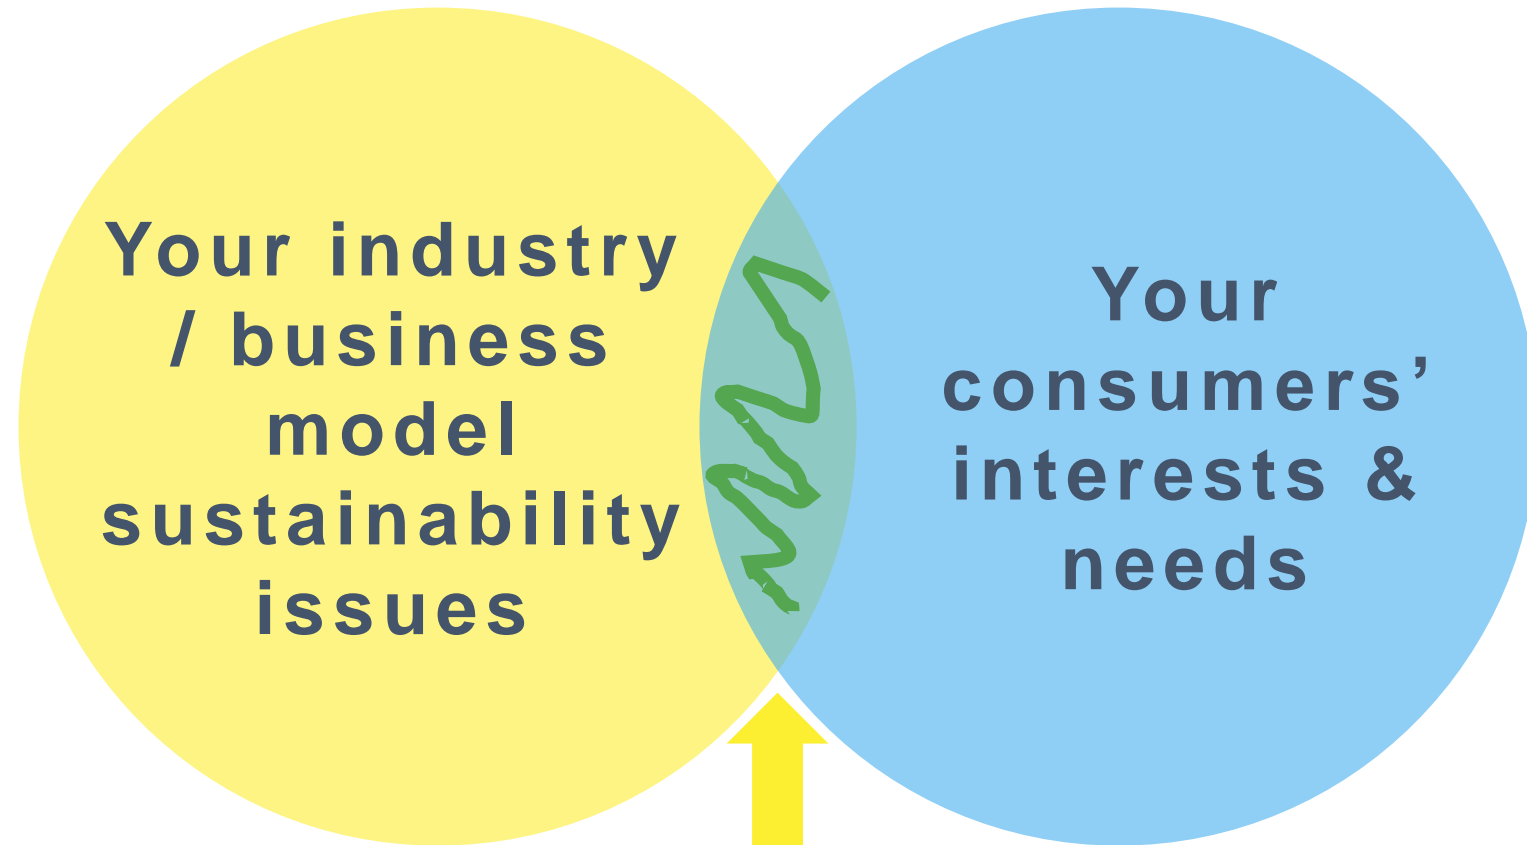 Your industry
/ business
model
sustainability
issues
Your
consumers’
interests &
needs